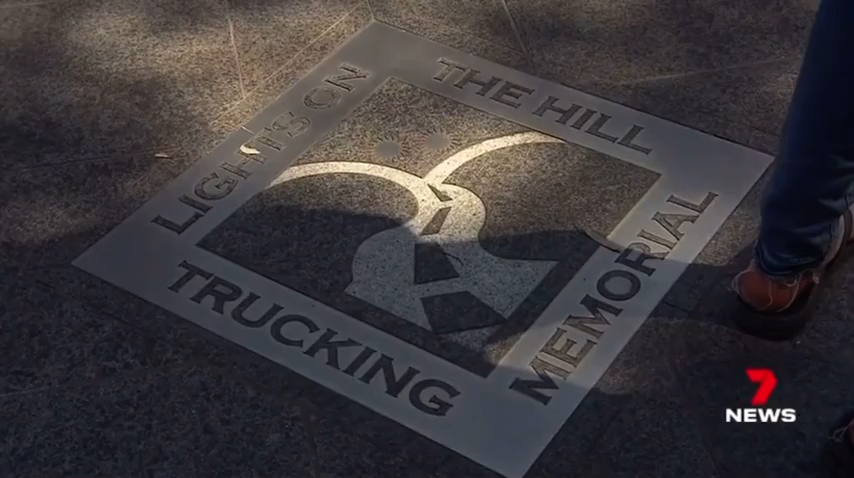 LIGHTS ON
THE HILL
TRUCKING
MEMORIAL
7
NEWS